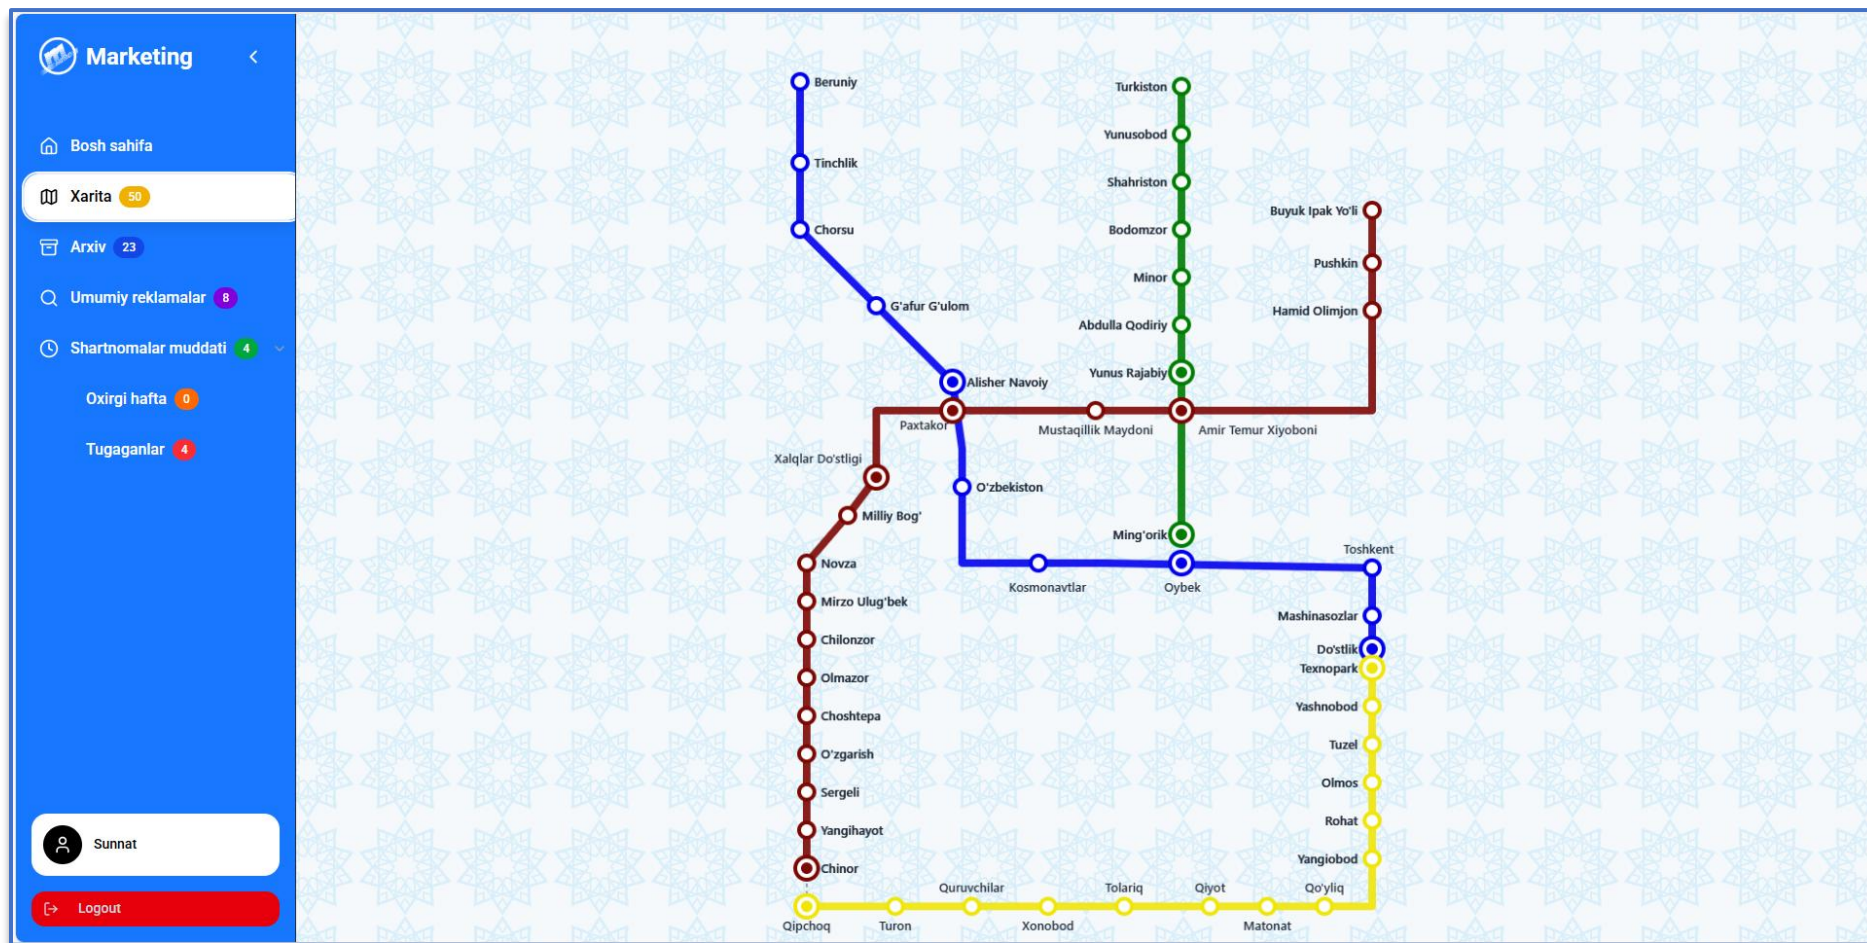 Marketing
Bosh sahifa
Xarita 50
Arxiv 23
Umumiy reklamalar 8
Shartnomalar muddati 4
Oxirgi hafta 0
Tugaganlar 4
Sunnat
Logout
Beruniy
Tinchlik
Chorsu
G'afur G'ulom
Alisher Navoiy
Paxtakor
Mustaqillik Maydoni
Amir Temur Xiyoboni
Xalqlar Do'stligi
Milliy Bog'
Novza
Mirzo Ulug'bek
Chilonzor
Olmazor
Choshtepa
O'zgarish
Sergeli
Yangihayot
Chinor
Qipchoq
Turon
Quruvchilar
Xonobod
Tolariq
Qiyot
Matonat
Qo'yliq
O'zbekiston
Kosmonavtlar
Oybek
Toshkent
Mashinasozlar
Do'stlik
Texnopark
Yashnobod
Tuzel
Olmos
Rohat
Yangiobod
Turkiston
Yunusobod
Shahriston
Bodomzor
Minor
Abdulla Qodiriy
Yunus Rajabiy
Ming'orik
Buyuk Ipak Yo'li
Pushkin
Hamid Olimjon